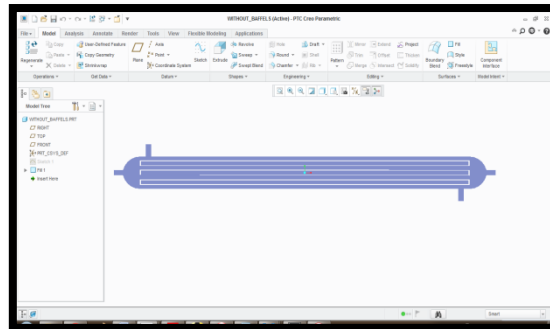 WITHOUT_BAFFELS (Active) - PTC Creo Parametric
File Model Analysis Annotate Render Tools View Flexible Modeling Applications
Regenerate Copy Paste Delete User-Defined Feature Copy Geometry Shrinkwrap Plane Axis Point Coordinate System Sketch Extrude Revolve Sweep Swept Blend Hole Round Chamfer Draft Shell Rib Pattern Mirror Trim Merge Extend Offset Intersect Project Thicken Solidify Boundary Blend Fill Style Freestyle Component Interface
Operations Get Data Datum Shapes Engineering Editing Surfaces Model Intent
Model Tree
WITHOUT_BAFFELS.PRT
RIGHT
TOP
FRONT
PRT_CSYS_DEF
Fill 1
Insert Here
Smart